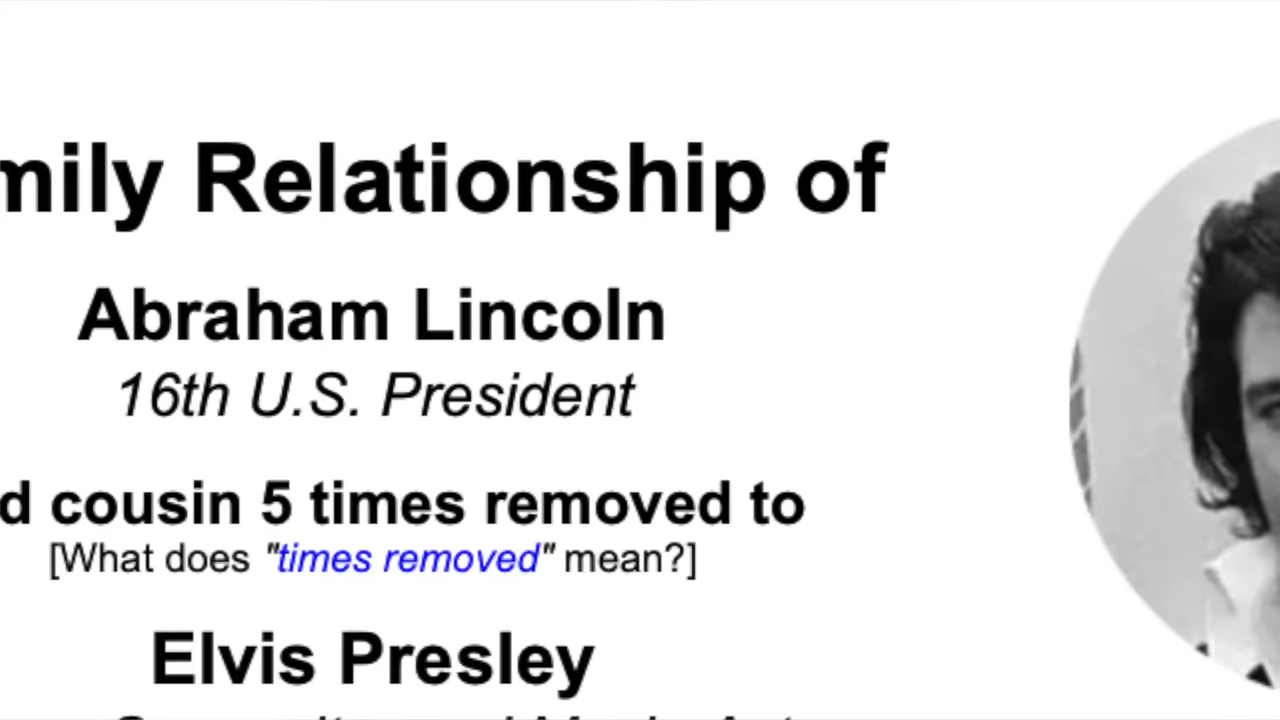 mily Relationship of
Abraham Lincoln
16th U.S. President
d cousin 5 times removed to
[What does "times removed" mean?]
Elvis Presley